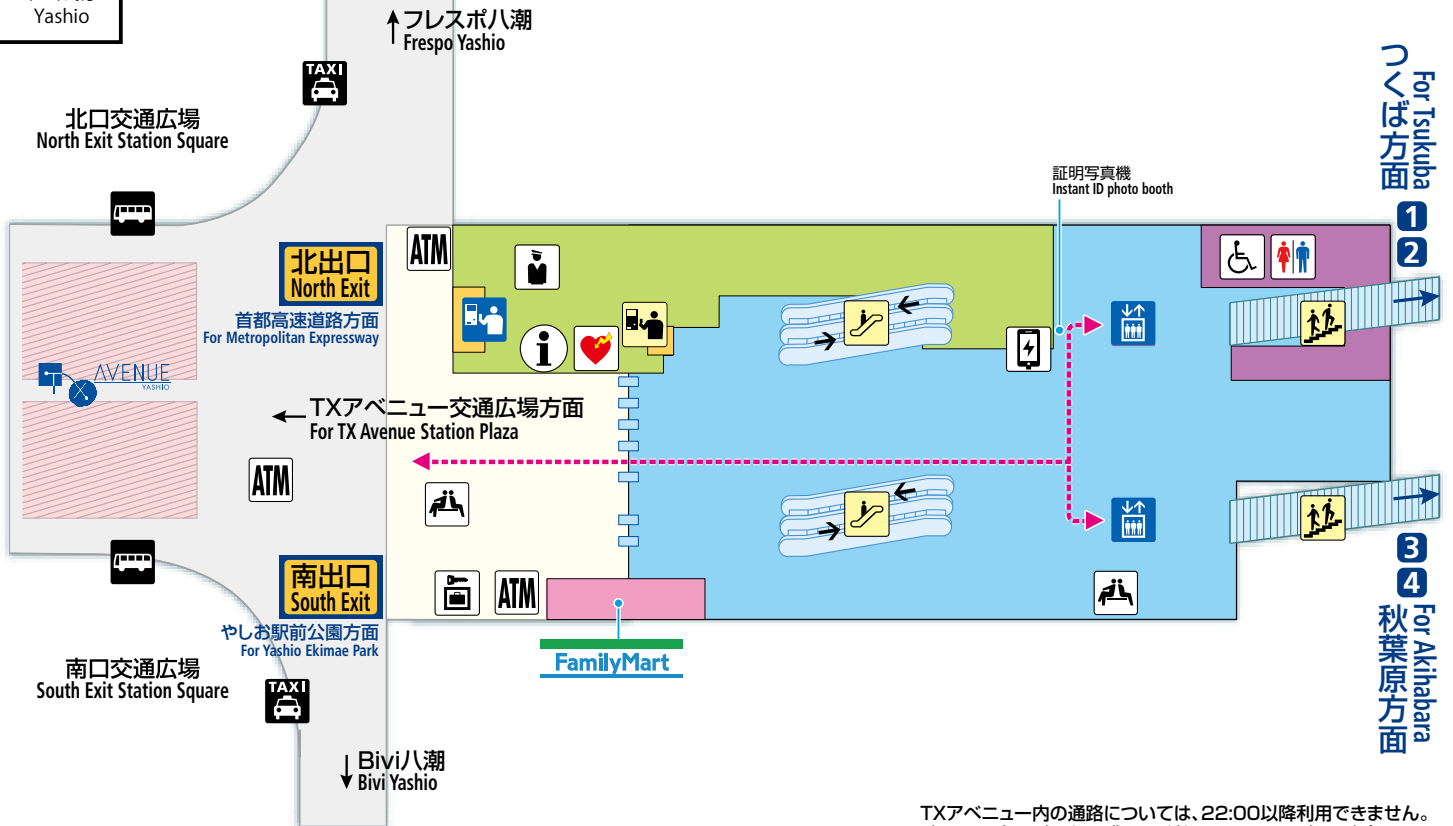 Yashio
フレスポ八潮
Frespo Yashio
TAXI
北口交通広場
North Exit Station Square
つくば方面
For Tsukuba
1
2
証明写真機
Instant ID photo booth
ATM
北出口
North Exit
首都高速道路方面
For Metropolitan Expressway
AVENUE
YASHIO
TXアベニュー交通広場方面
For TX Avenue Station Plaza
ATM
南出口
South Exit
やしお駅前公園方面
For Yashio Ekimae Park
ATM
FamilyMart
南口交通広場
South Exit Station Square
TAXI
3
4
秋葉原方面
For Akihabara
Bivi八潮
Bivi Yashio
TXアベニュー内の通路については、22:00以降利用できません。